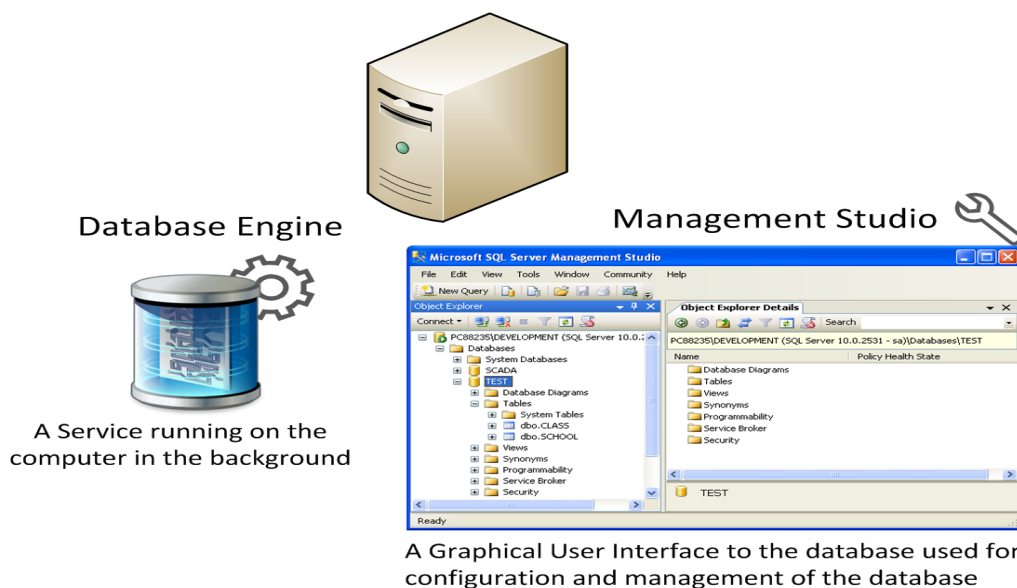 Database Engine
A Service running on the
computer in the background
Management Studio
Microsoft SQL Server Management Studio
File Edit View Tools Window Community Help
New Query
Object Explorer
Connect
PC88235\DEVELOPMENT (SQL Server 10.0.2
Databases
System Databases
SCADA
TEST
Database Diagrams
Tables
System Tables
dbo.CLASS
dbo.SCHOOL
Views
Synonyms
Programmability
Service Broker
Security
Object Explorer Details
Search
PC88235\DEVELOPMENT (SQL Server 10.0.2531 - sa)\Databases\TEST
Name Policy Health State
Database Diagrams
Tables
Views
Synonyms
Programmability
Service Broker
Security
TEST
Ready
A Graphical User Interface to the database used for
configuration and management of the database